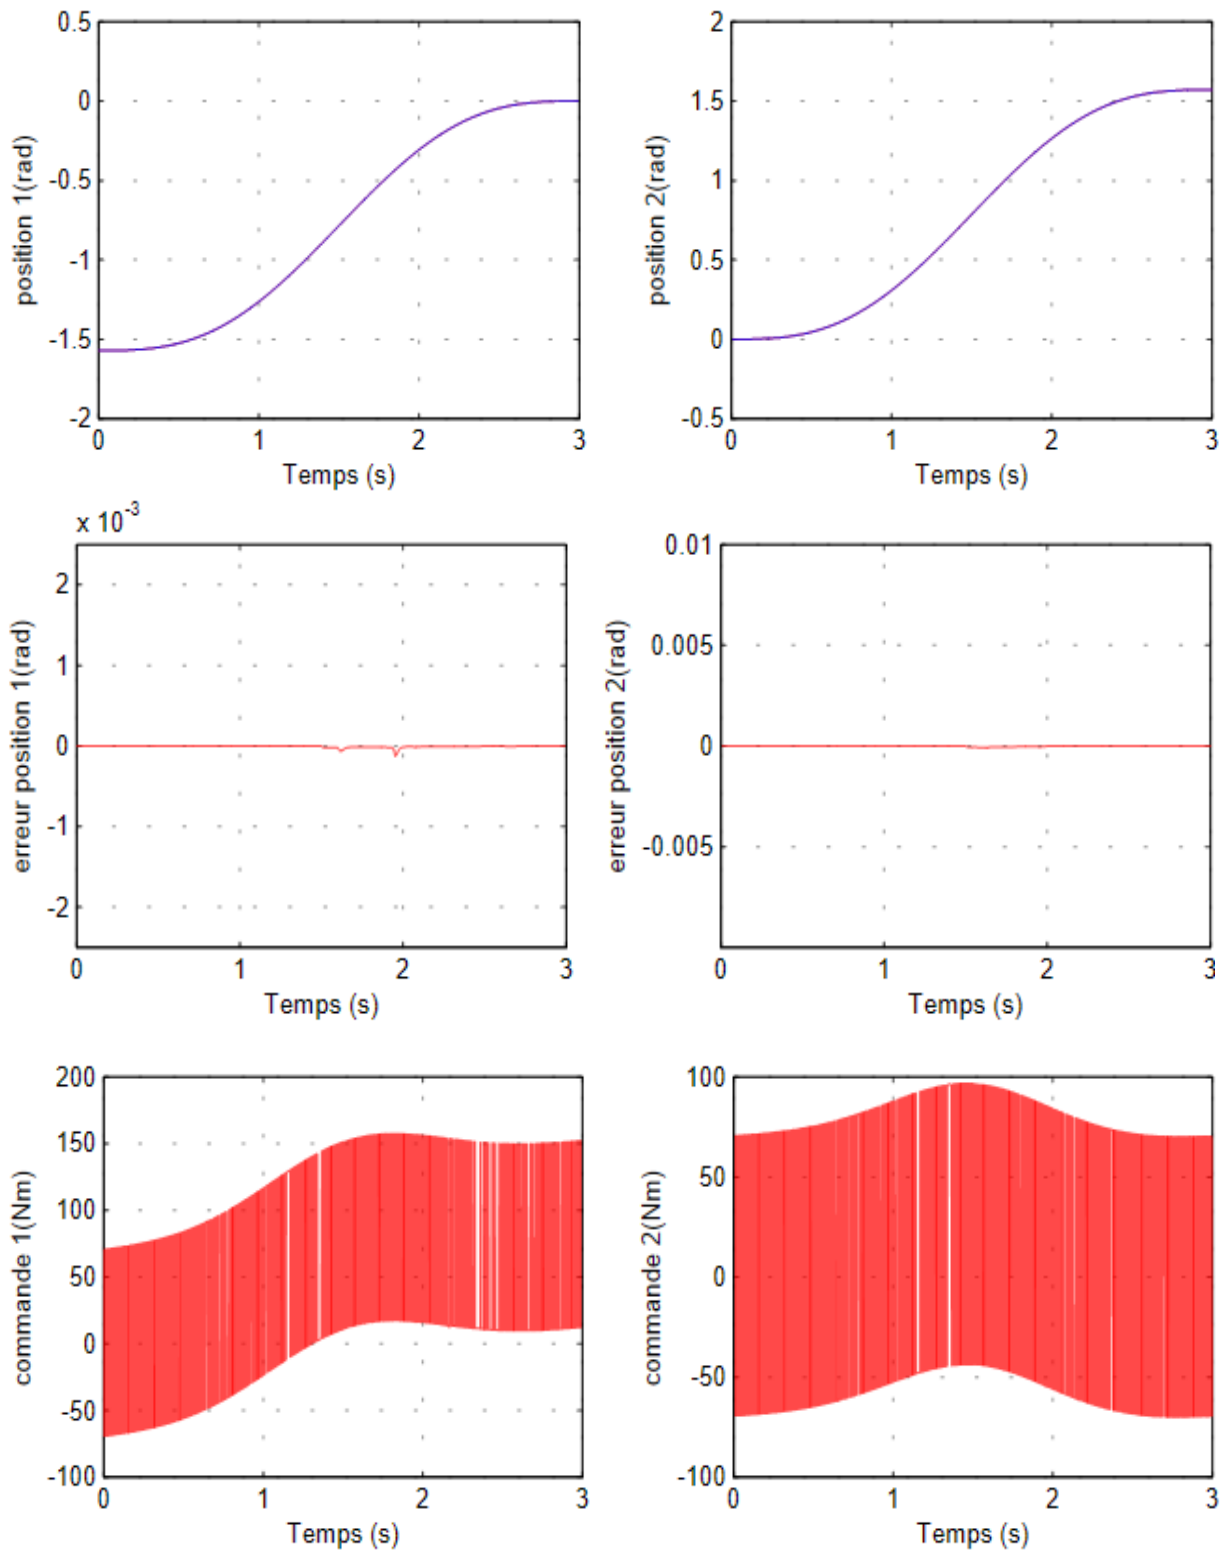 0.5
0
-0.5
-1
-1.5
-2
0 1 2 3
position 1(rad)
Temps (s)
2
1.5
1
0.5
0
-0.5
0 1 2 3
position 2(rad)
Temps (s)
x 10-3
2
1
0
-1
-2
0 1 2 3
erreur position 1(rad)
Temps (s)
0.01
0.005
0
-0.005
0 1 2 3
erreur position 2(rad)
Temps (s)
200
150
100
50
0
-50
-100
0 1 2 3
commande 1(Nm)
Temps (s)
100
50
0
-50
-100
0 1 2 3
commande 2(Nm)
Temps (s)